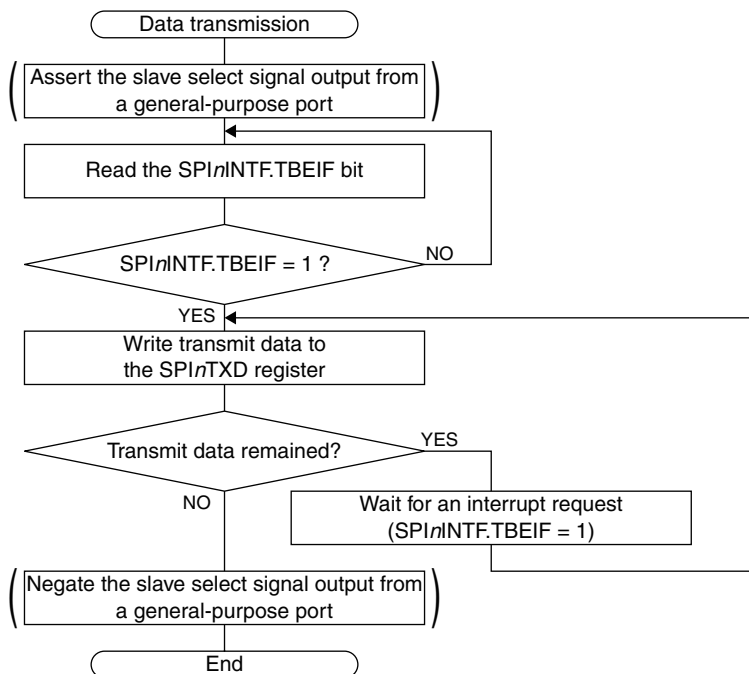 Data transmission
Assert the slave select signal output from
a general-purpose port
Read the SPInINTF.TBEIF bit
SPInINTF.TBEIF = 1 ?
NO
YES
Write transmit data to
the SPInTXD register
Transmit data remained?
YES
NO
Wait for an interrupt request
(SPInINTF.TBEIF = 1)
Negate the slave select signal output from
a general-purpose port
End